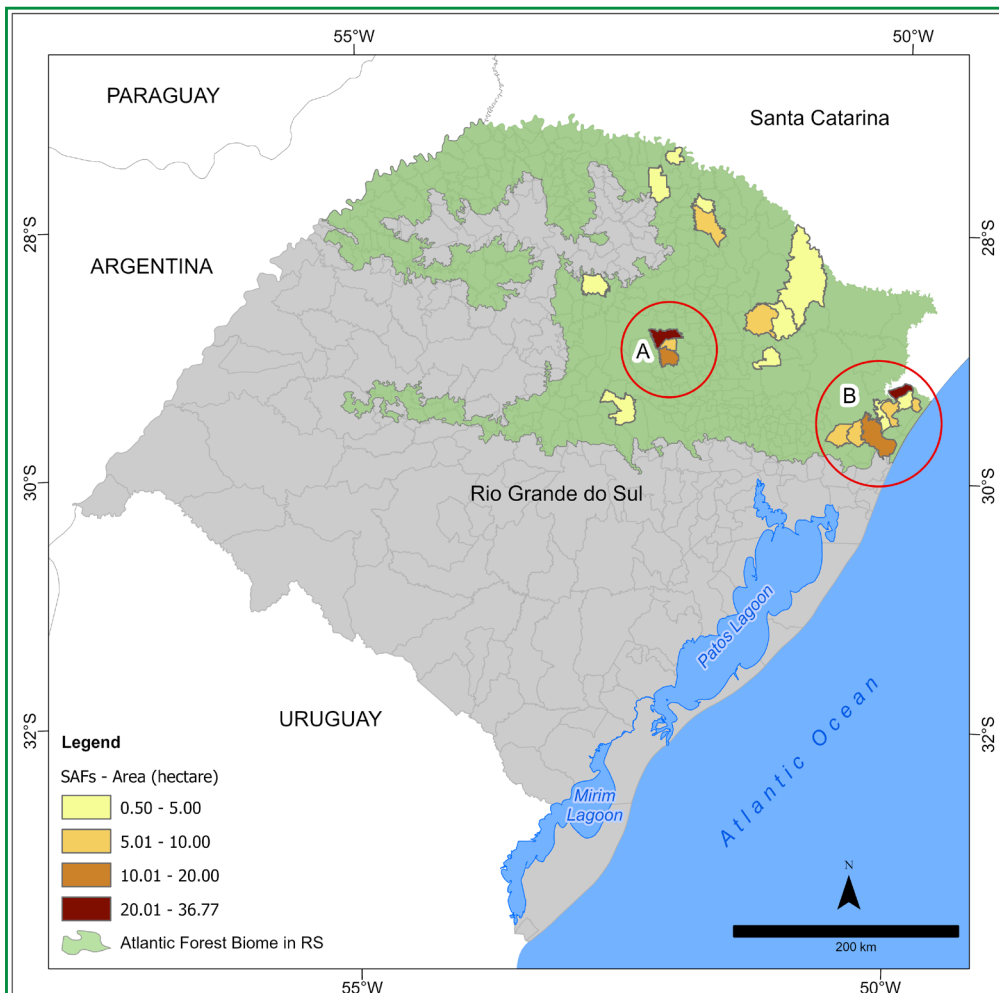 55°W
50°W
PARAGUAY
Santa Catarina
28°S
28°S
ARGENTINA
A
B
30°S
30°S
Rio Grande do Sul
Patos Lagoon
URUGUAY
Atlantic Ocean
32°S
32°S
Legend
SAFs - Area (hectare)
0.50 - 5.00
5.01 - 10.00
10.01 - 20.00
20.01 - 36.77
Atlantic Forest Biome in RS
Mirim
Lagoon
N
200 km
55°W
50°W